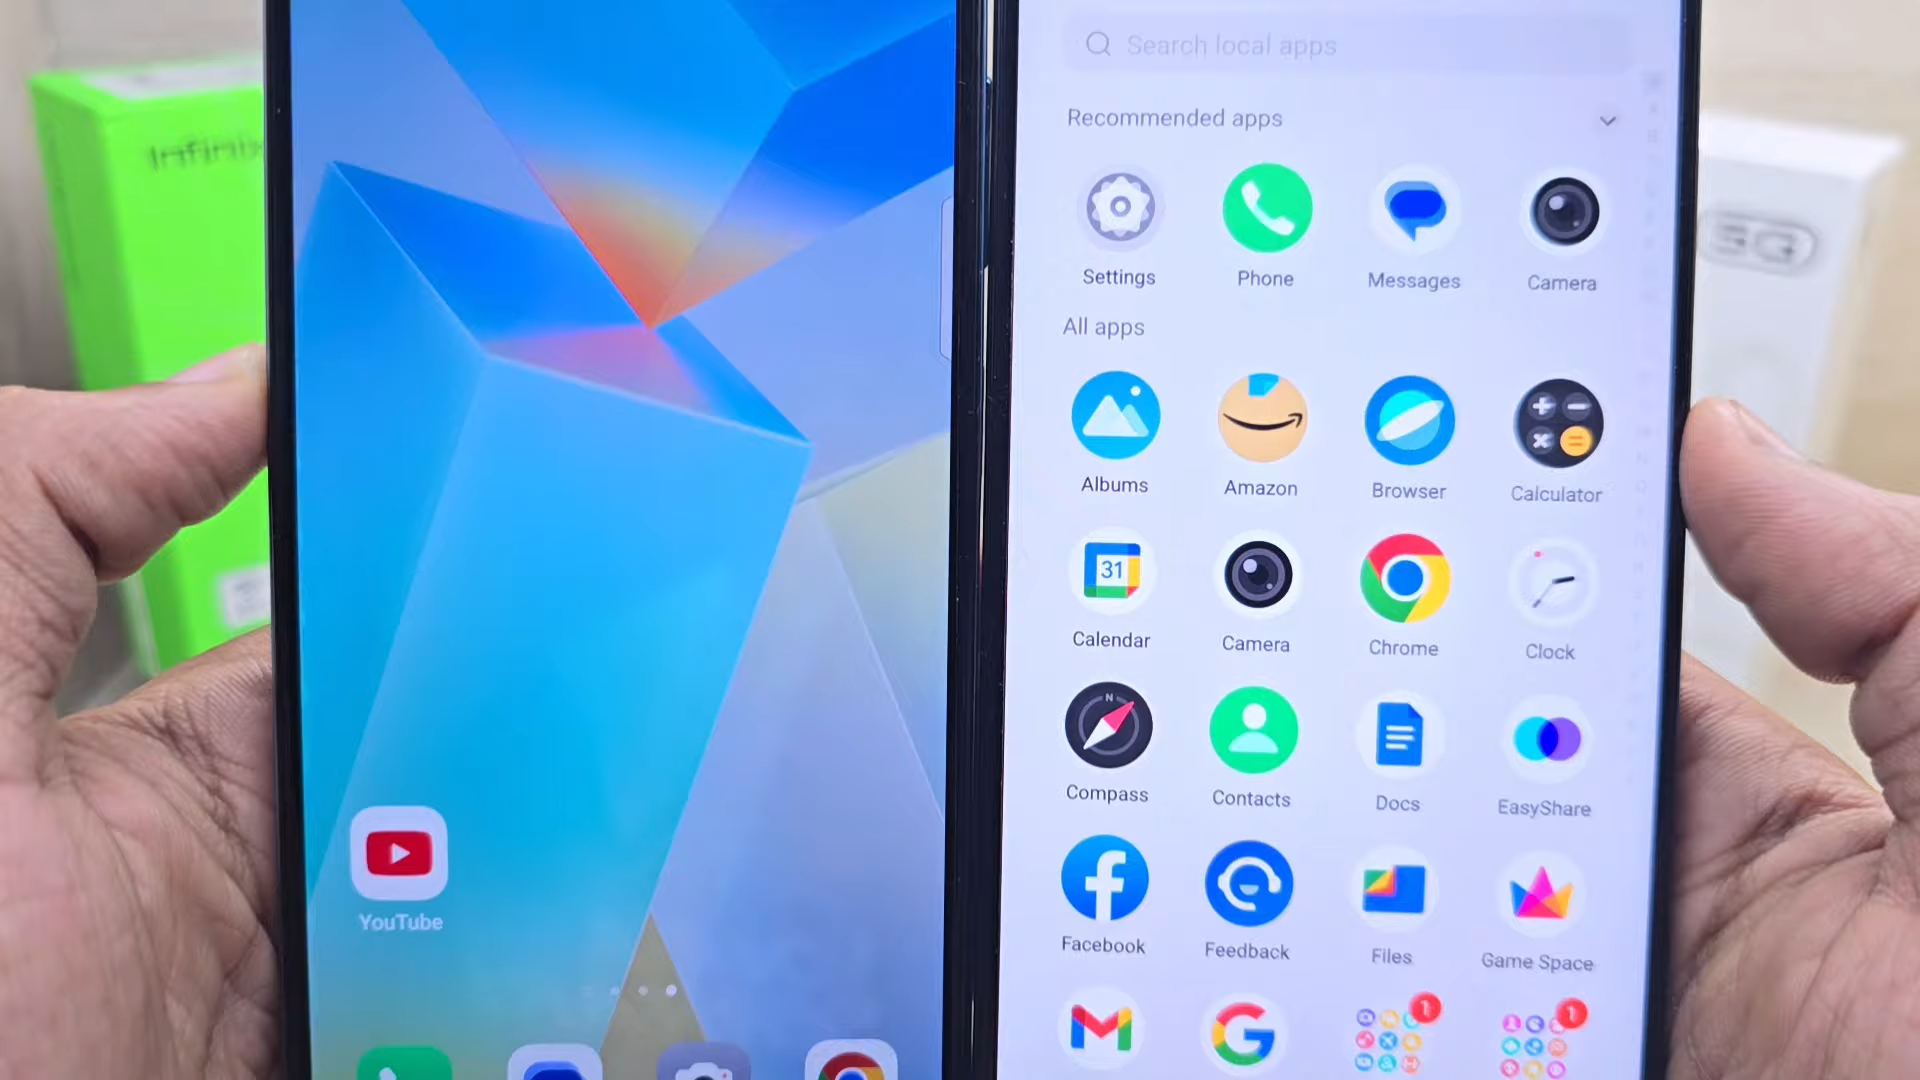 Infinix
Search local apps
Recommended apps
Settings
Phone
Messages
Camera
All apps
Albums
Amazon
Browser
Calculator
31
Calendar
Camera
Chrome
Clock
N
Compass
Contacts
Docs
EasyShare
YouTube
Facebook
Feedback
Files
Game Space
1
1
5G